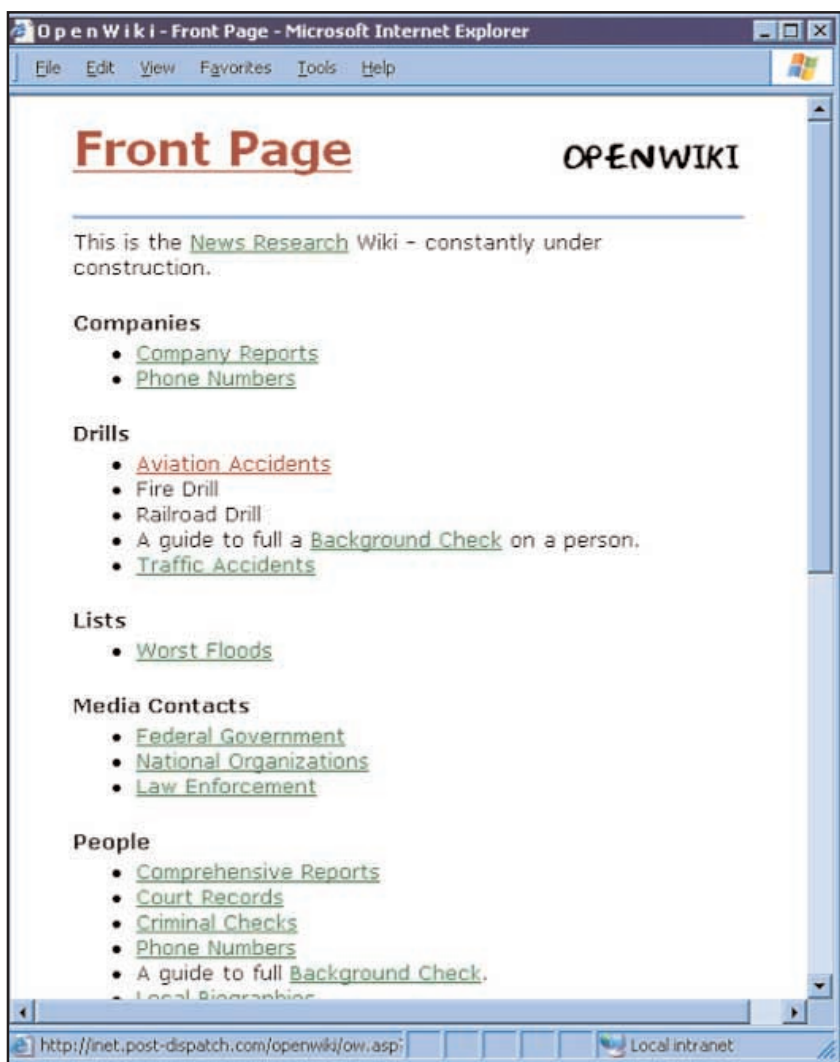 OpenWiki - Front Page - Microsoft Internet Explorer
File Edit View Favorites Tools Help
Front Page
OPENWIKI
This is the News Research Wiki – constantly under
construction.
Companies
• Company Reports
• Phone Numbers
Drills
• Aviation Accidents
• Fire Drill
• Railroad Drill
• A guide to full a Background Check on a person.
• Traffic Accidents
Lists
• Worst Floods
Media Contacts
• Federal Government
• National Organizations
• Law Enforcement
People
• Comprehensive Reports
• Court Records
• Criminal Checks
• Phone Numbers
• A guide to full Background Check.
• Local Biographies
http://inet.post-dispatch.com/openwiki/ow.asp?
Local intranet